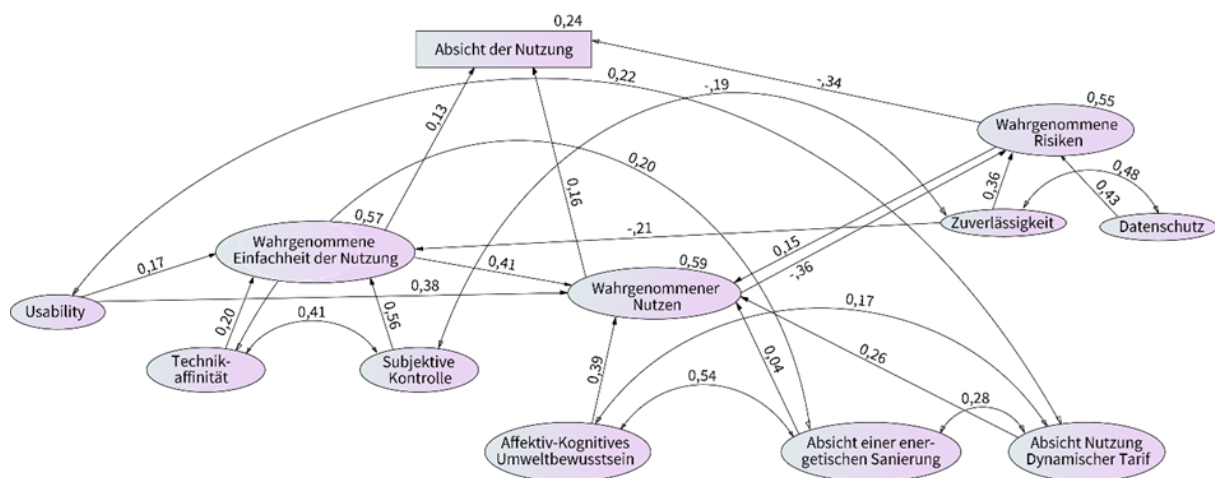 0,24
Absicht der Nutzung
0,22
-,19
-,34
0,55
Wahrgenommene
Risiken
0,13
0,20
0,16
0,36
0,48
0,43
Zuverlässigkeit
Datenschutz
0,57
Wahrgenommene
Einfachheit der Nutzung
-,21
0,15
-,36
0,17
0,41
0,59
Wahrgenommener
Nutzen
0,38
Usability
0,20
0,41
0,56
0,17
Technik-
affinität
Subjektive
Kontrolle
0,39
0,04
0,26
0,54
0,28
Affektiv-Kognitives
Umweltbewusstsein
Absicht einer ener-
getischen Sanierung
Absicht Nutzung
Dynamischer Tarif